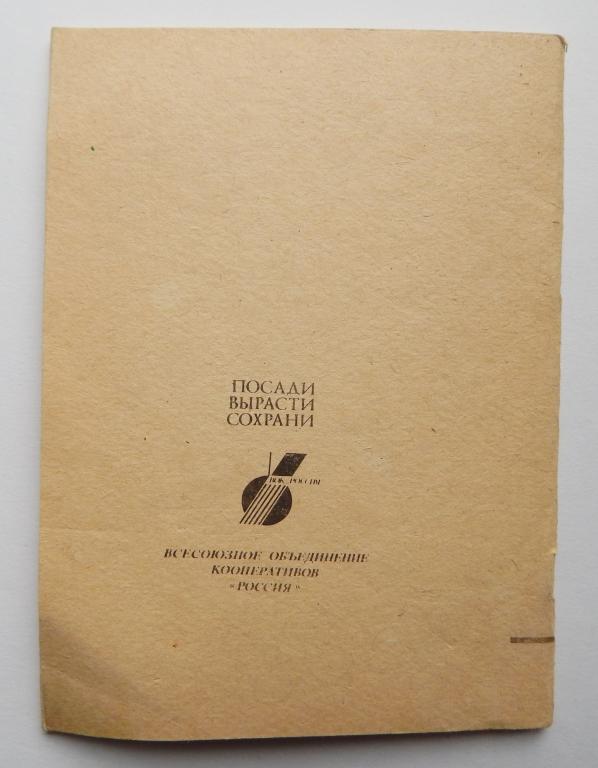 ПОСАДИ
ВЫРАСТИ
СОХРАНИ
ВОК „РОССИЯ"
ВСЕСОЮЗНОЕ ОБЪЕДИНЕНИЕ
КООПЕРАТИВОВ
«РОССИЯ»